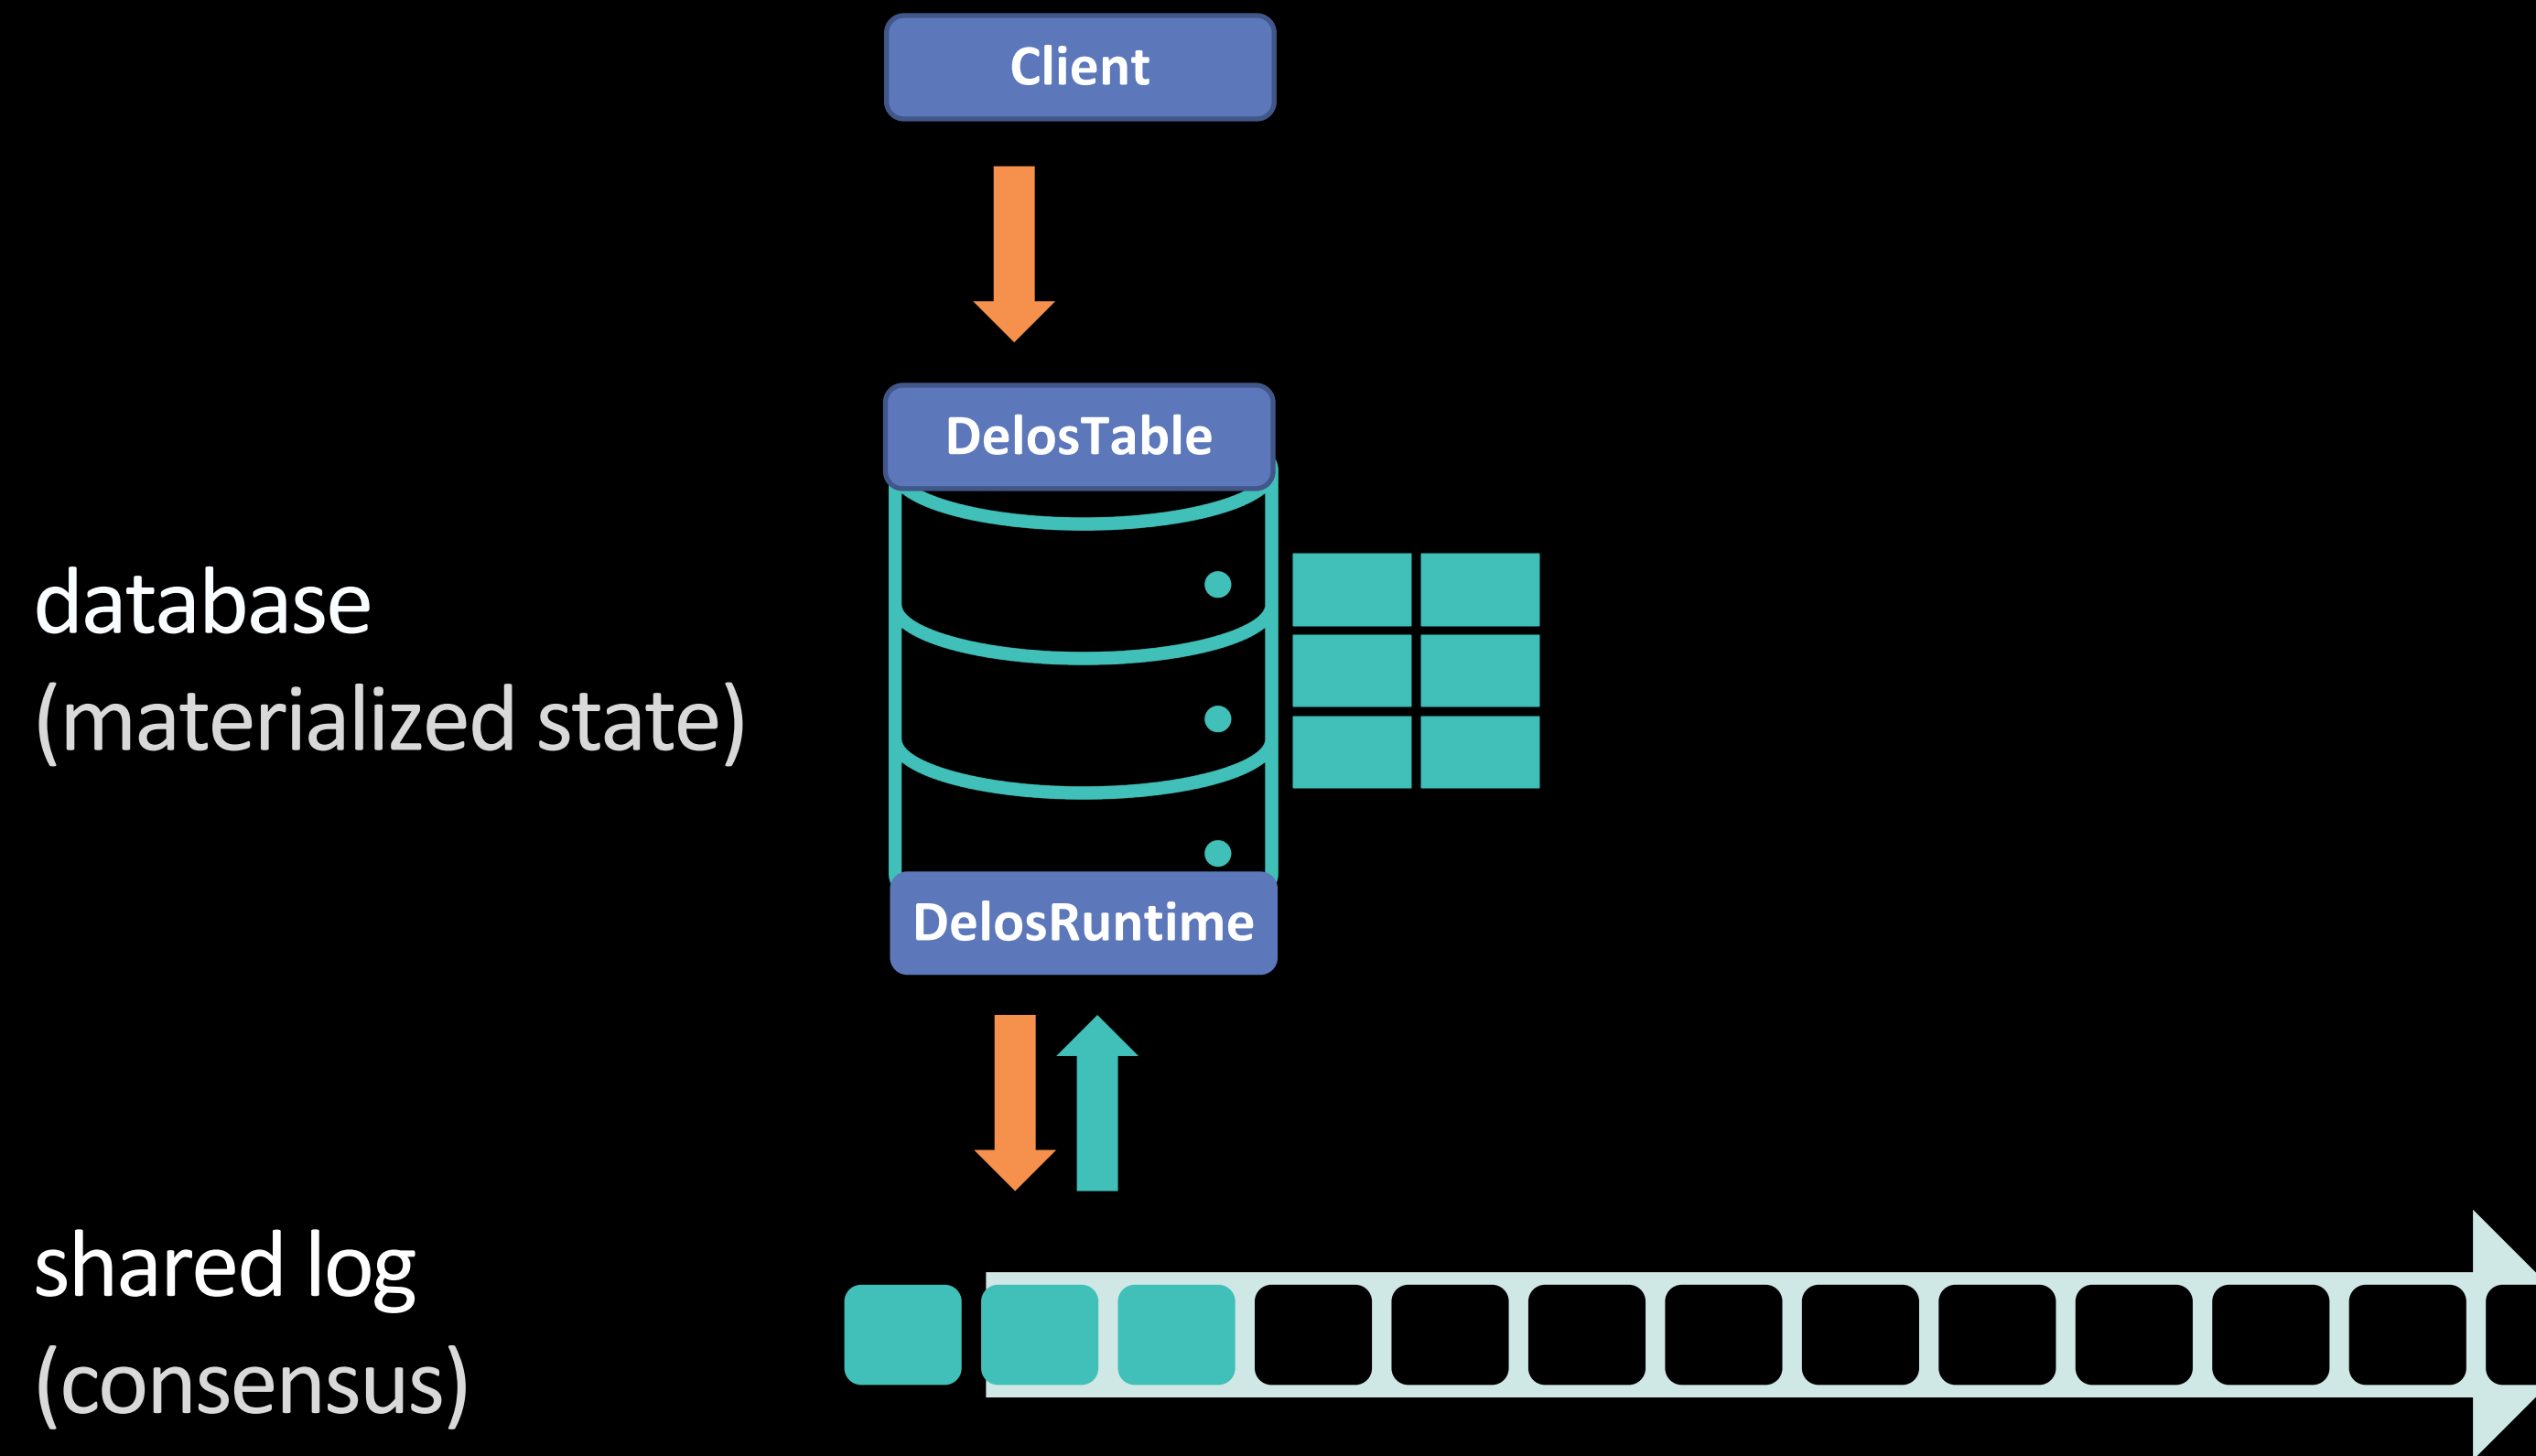 Client
DelosTable
database
(materialized state)
DelosRuntime
shared log
(consensus)